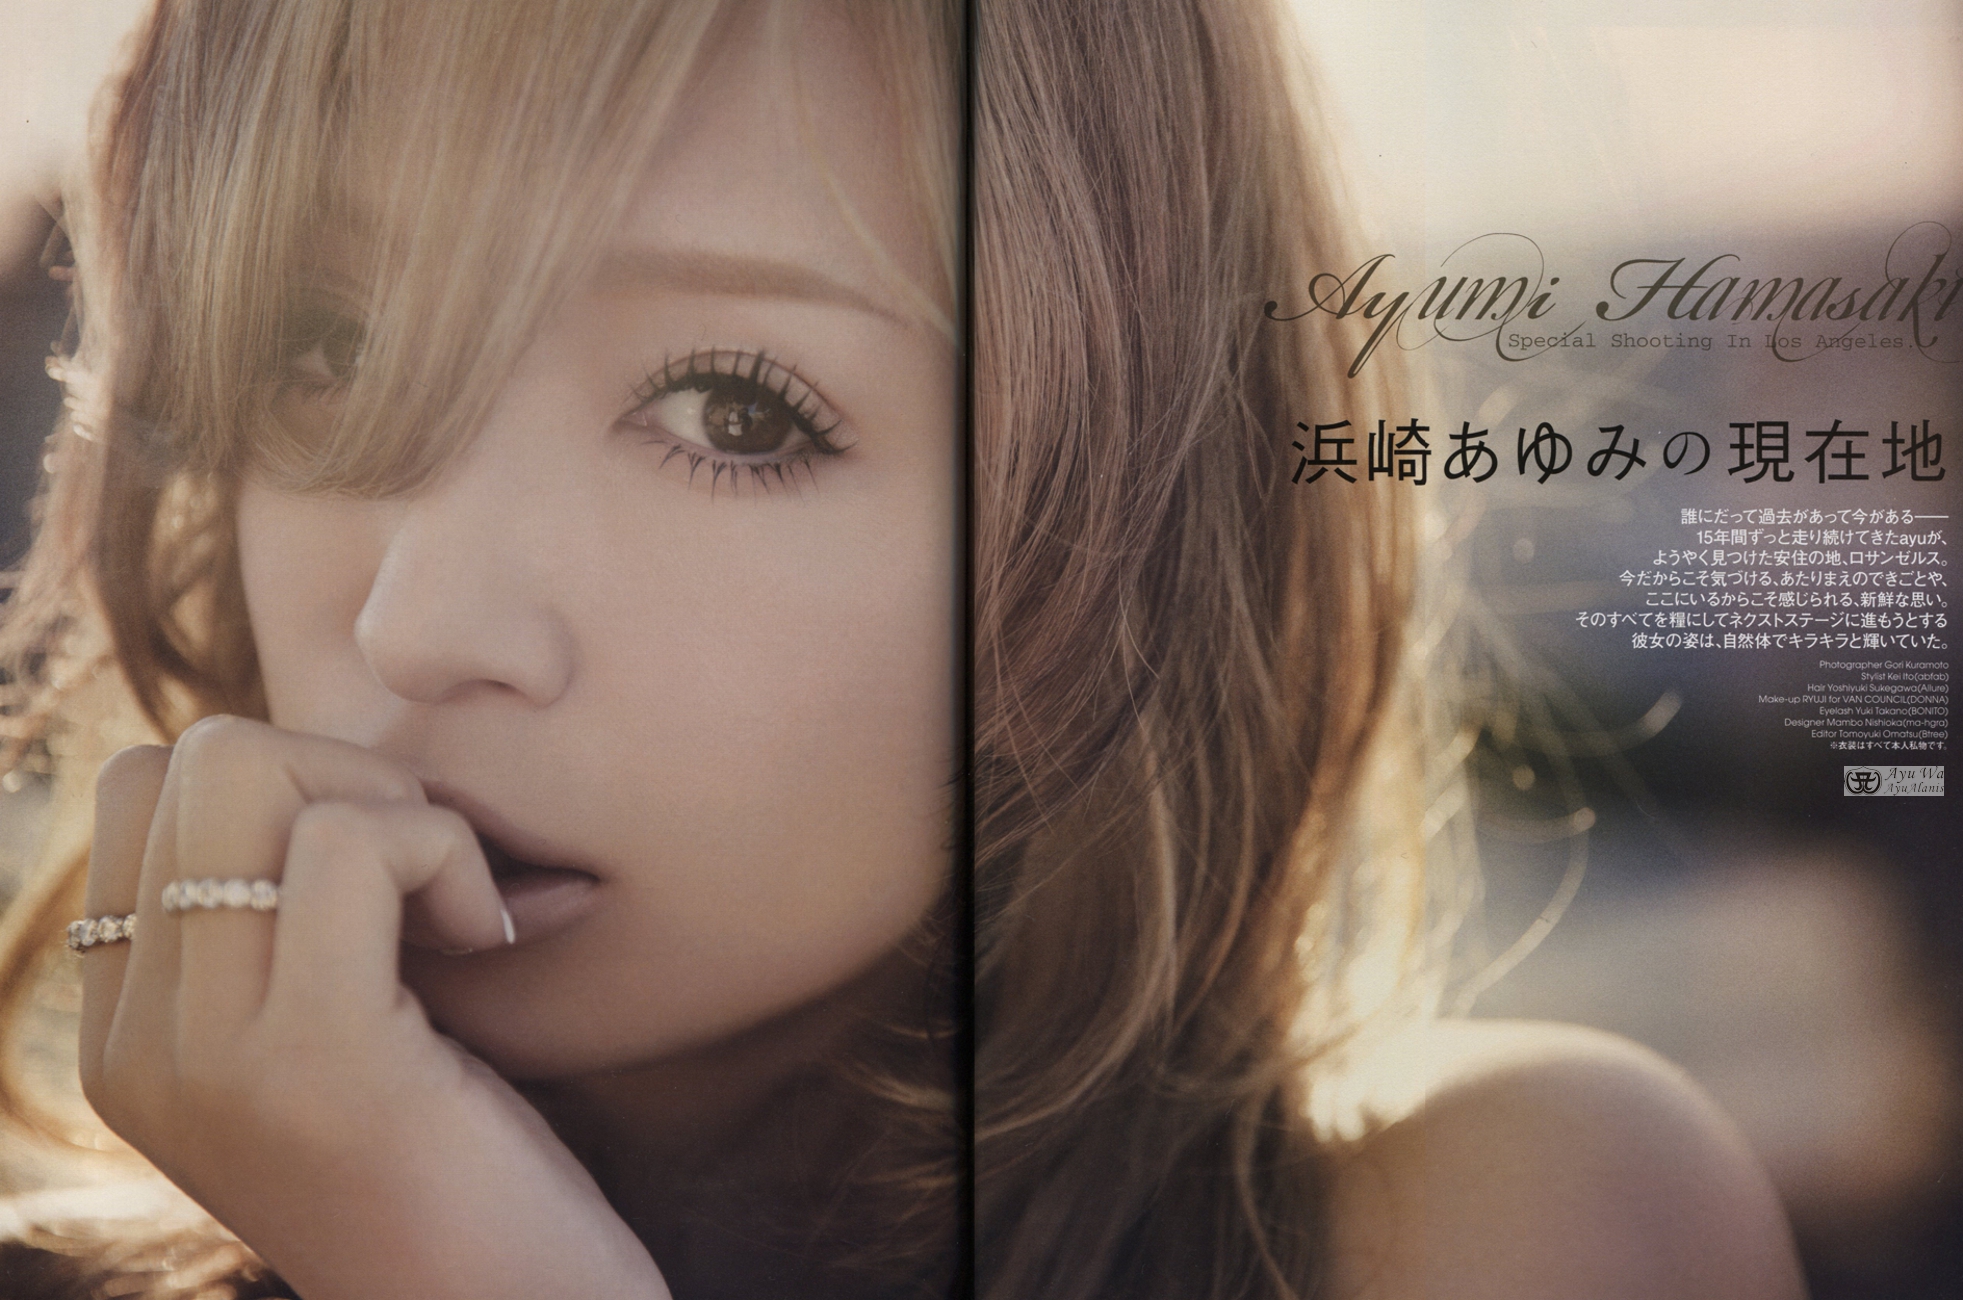 Ayumi Hamasaki
Special Shooting In Los Angeles.
浜崎あゆみの現在地
誰にだって過去があって今がある——
15年間ずっと走り続けてきたayuが、
ようやく見つけた安住の地、ロサンゼルス。
今だからこそ気づける、あたりまえのできごとや、
ここにいるからこそ感じられる、新鮮な思い。
そのすべてを糧にしてネクストステージに進もうとする
彼女の姿は、自然体でキラキラと輝いていた。
Photographer Gori Kuramoto
Stylist Kei Ito(abfab)
Hair Yoshiyuki Sukegawa(Allure)
Make-up RYUJI for VAN COUNCIL(DONNA)
Eyelash Yuki Takano(BONITO)
Designer Mambo Nishioka(ma-hgra)
Editor Tomoyuki Omatsu(Btree)
※衣装はすべて本人私物です。
Ayu Wa
AyuAlanis